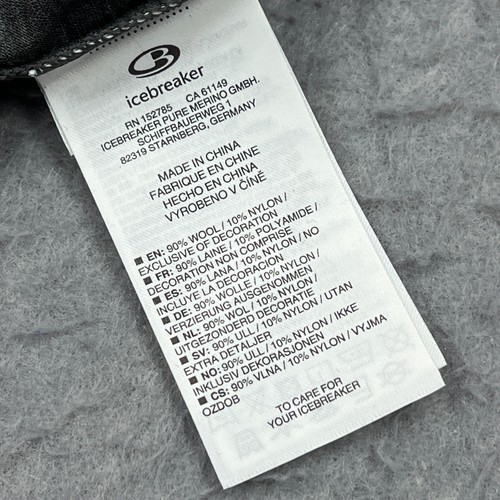 icebreaker
RN 152785 CA 61149
ICEBREAKER PURE MERINO GMBH.
SCHIFFBAUERWEG 1
82319 STARNBERG, GERMANY
MADE IN CHINA
FABRIQUE EN CHINE
HECHO EN CHINA
VYROBENO V ČÍNĚ
■ EN: 90% WOOL / 10% NYLON /
EXCLUSIVE OF DECORATION
■ FR: 90% LAINE / 10% POLYAMIDE /
DECORATION NON COMPRISE
■ ES: 90% LANA / 10% NYLON / NO
INCLUYE LA DECORACION
■ DE: 90% WOLLE / 10% NYLON /
VERZIERUNG AUSGENOMMEN
■ NL: 90% WOL / 10% NYLON /
UITGEZONDERD DECORATIE
■ SV: 90% ULL / 10% NYLON / UTAN
EXTRA DETALJER
■ NO: 90% ULL / 10% NYLON / IKKE
INKLUSIV DEKORASJONEN
■ CS: 90% VLNA / 10% NYLON / VYJMA
OZDOB
TO CARE FOR
YOUR ICEBREAKER